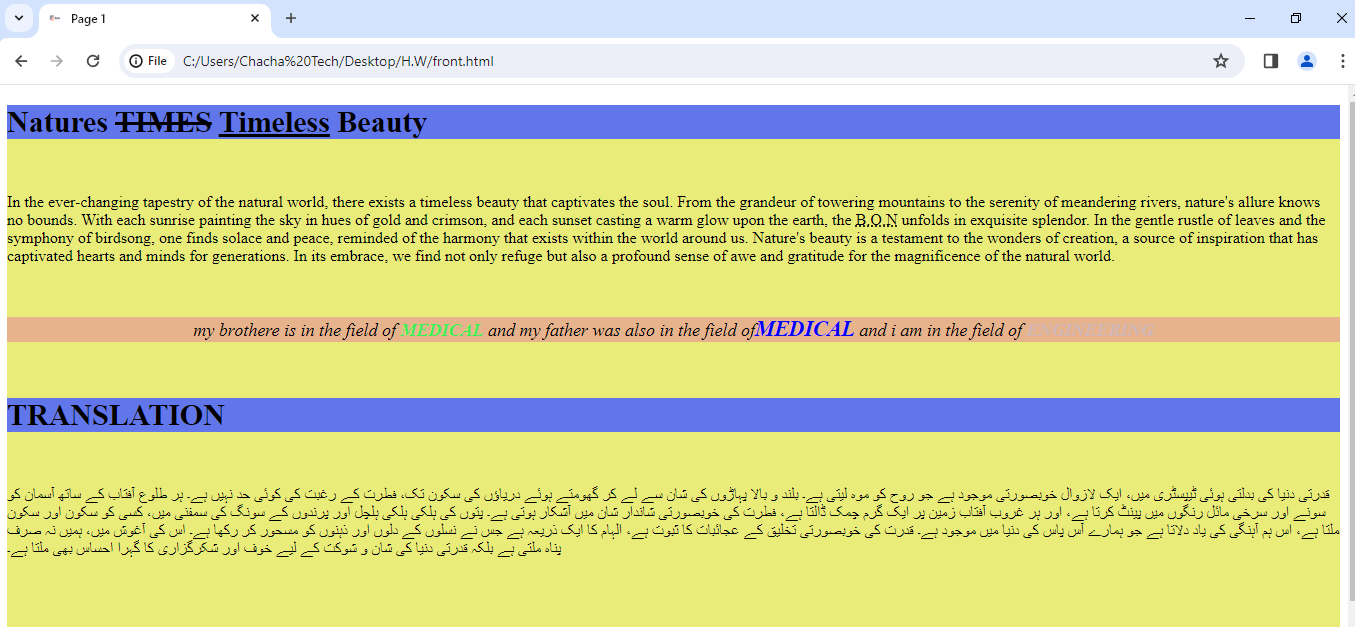 Page 1
File
C:/Users/Chacha%20Tech/Desktop/H.W/front.html
Natures TIMES Timeless Beauty
In the ever-changing tapestry of the natural world, there exists a timeless beauty that captivates the soul. From the grandeur of towering mountains to the serenity of meandering rivers, nature's allure knows
no bounds. With each sunrise painting the sky in hues of gold and crimson, and each sunset casting a warm glow upon the earth, the B.O.N unfolds in exquisite splendor. In the gentle rustle of leaves and the
symphony of birdsong, one finds solace and peace, reminded of the harmony that exists within the world around us. Nature's beauty is a testament to the wonders of creation, a source of inspiration that has
captivated hearts and minds for generations. In its embrace, we find not only refuge but also a profound sense of awe and gratitude for the magnificence of the natural world.
my brothere is in the field of MEDICAL and my father was also in the field ofMEDICAL and i am in the field of ENGINEERING
TRANSLATION
قدرتی دنیا کی بدلتی ہوئی ٹیپسٹری میں، ایک لازوال خوبصورتی موجود ہے جو روح کو موہ لیتی ہے۔ بلند و بالا پہاڑوں کی شان سے لے کر گھومتے ہوئے دریاؤں کی سکون تک، فطرت کے رغبت کی کوئی حد نہیں ہے۔ ہر طلوع آفتاب کے ساتھ آسمان کو
سونے اور سرخی مائل رنگوں میں پینٹ کرتا ہے، اور ہر غروب آفتاب زمین پر ایک گرم چمک ڈالتا ہے، فطرت کی خوبصورتی شاندار شان میں آشکار ہوتی ہے۔ پتوں کی ہلکی ہلکی ہلچل اور پرندوں کے سونگ کی سمفنی میں، کسی کو سکون اور سکون
ملتا ہے، اس ہم آہنگی کی یاد دلاتا ہے جو ہمارے آس پاس کی دنیا میں موجود ہے۔ قدرت کی خوبصورتی تخلیق کے عجائبات کا ثبوت ہے، الہام کا ایک ذریعہ ہے جس نے نسلوں کے دلوں اور ذہنوں کو مسحور کر رکھا ہے۔ اس کی آغوش میں، ہمیں نہ صرف
پناہ ملتی ہے بلکہ قدرتی دنیا کی شان و شوکت کے لیے خوف اور شکرگزاری کا گہرا احساس بھی ملتا ہے۔